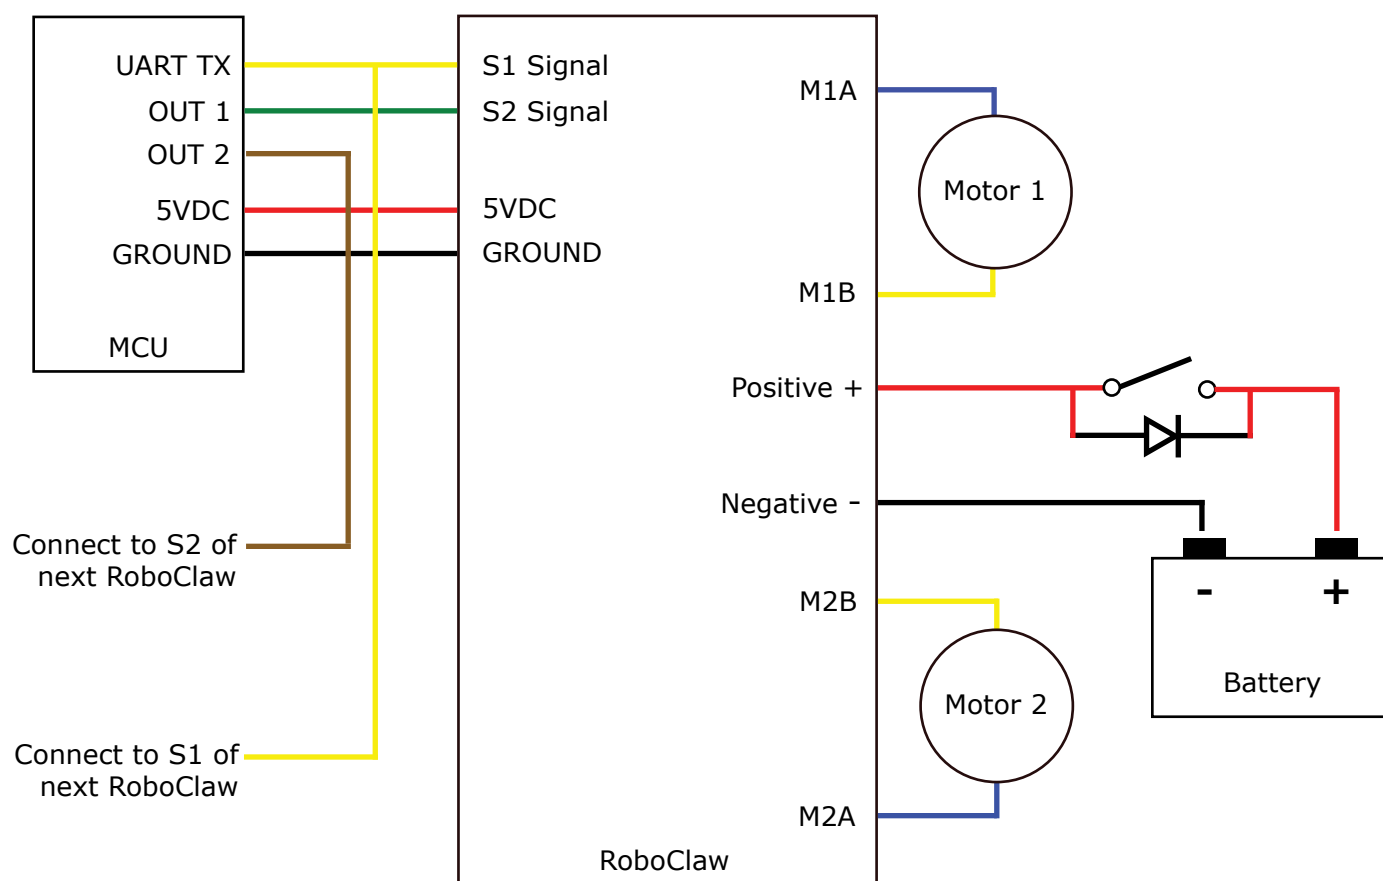 UART TX
OUT 1
OUT 2
5VDC
GROUND
MCU
Connect to S2 of
next RoboClaw
Connect to S1 of
next RoboClaw
S1 Signal
S2 Signal
5VDC
GROUND
M1A
M1B
Positive +
Negative -
M2B
M2A
RoboClaw
Motor 1
Motor 2
- +
Battery